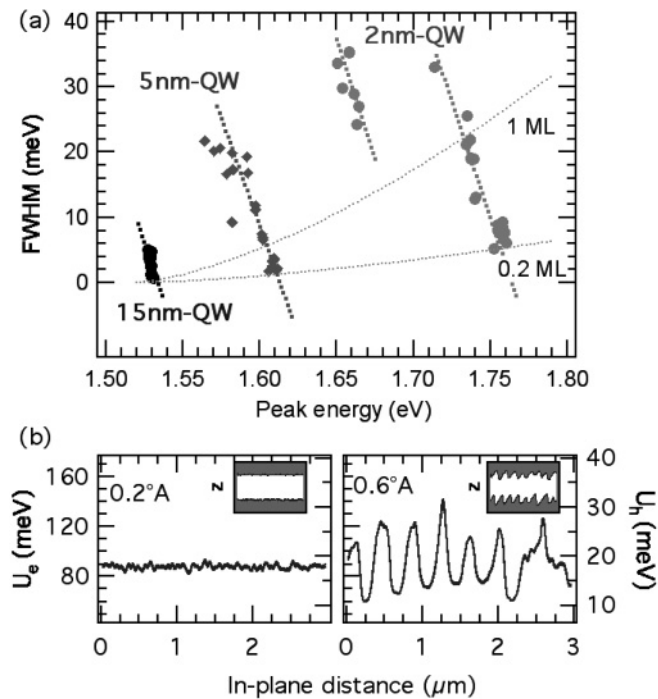 (a)
40
30
20
10
0
FWHM (meV)
5nm-QW
2nm-QW
15nm-QW
1 ML
0.2 ML
1.50 1.55 1.60 1.65 1.70 1.75 1.80
Peak energy (eV)
(b)
160
120
80
U_e (meV)
0.2°A
z
0.6°A
z
40
30
20
10
U_h (meV)
0 1 2
0 1 2 3
In-plane distance (μm)